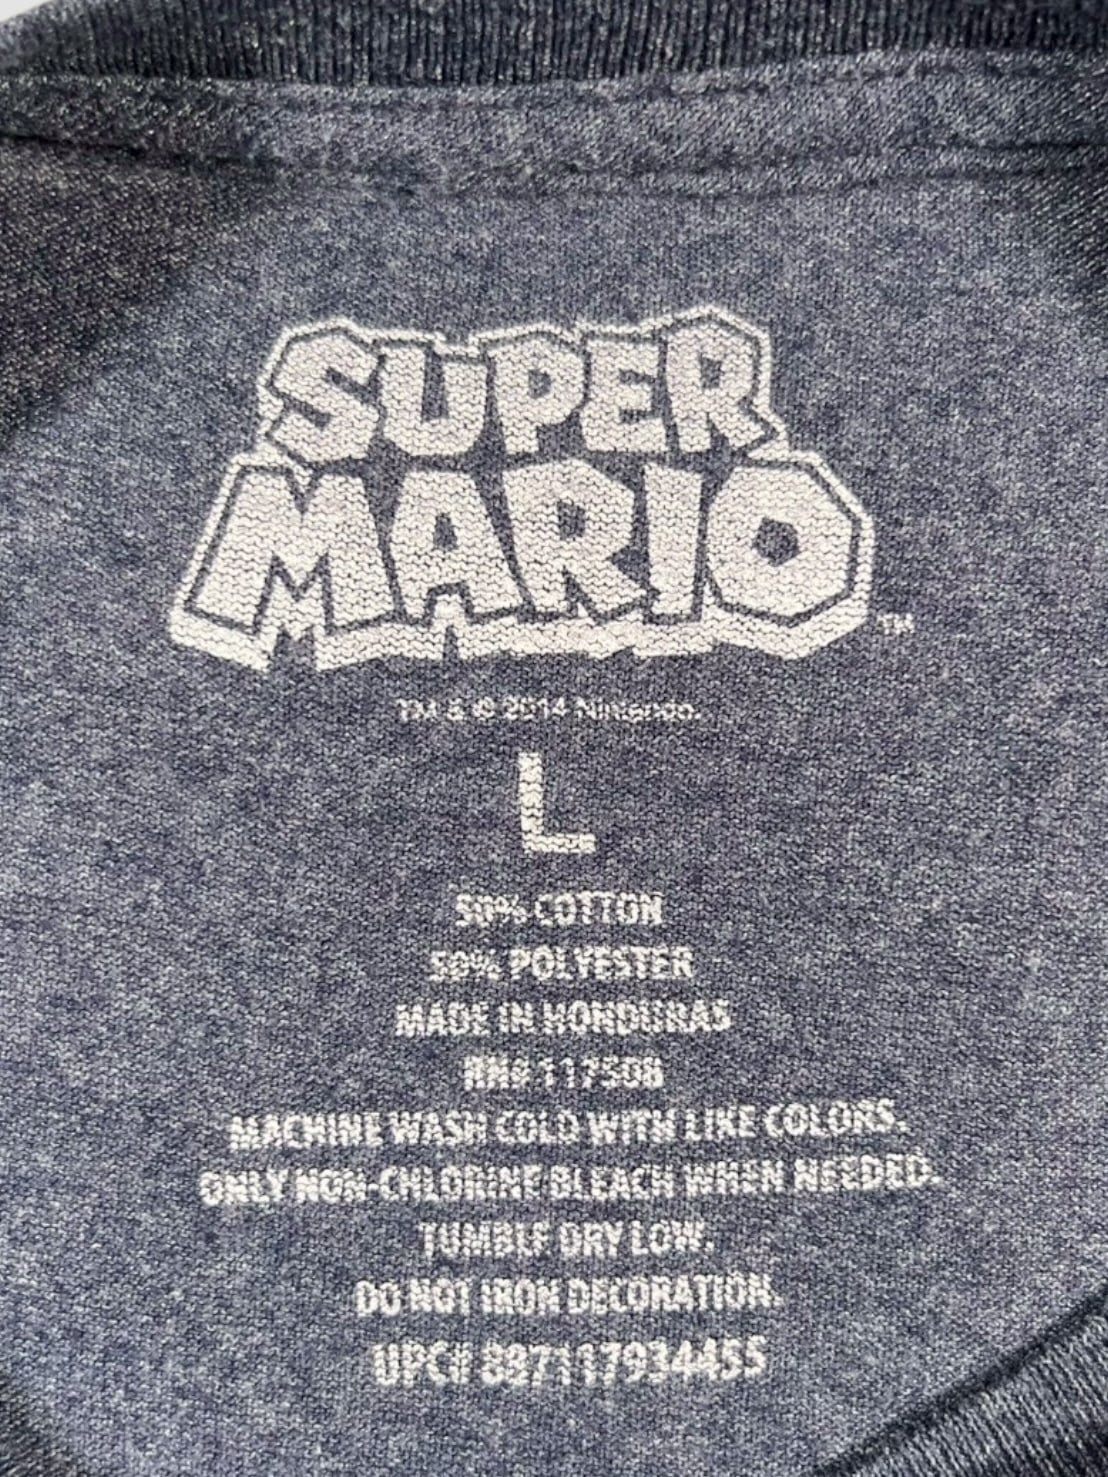 SUPER
MARIO
TM
TM & © 2014 Nintendo.
L
50% COTTON
50% POLYESTER
MADE IN HONDURAS
RN# 117508
MACHINE WASH COLD WITH LIKE COLORS.
ONLY NON-CHLORINE BLEACH WHEN NEEDED.
TUMBLE DRY LOW.
DO NOT IRON DECORATION.
UPC# 887117934455